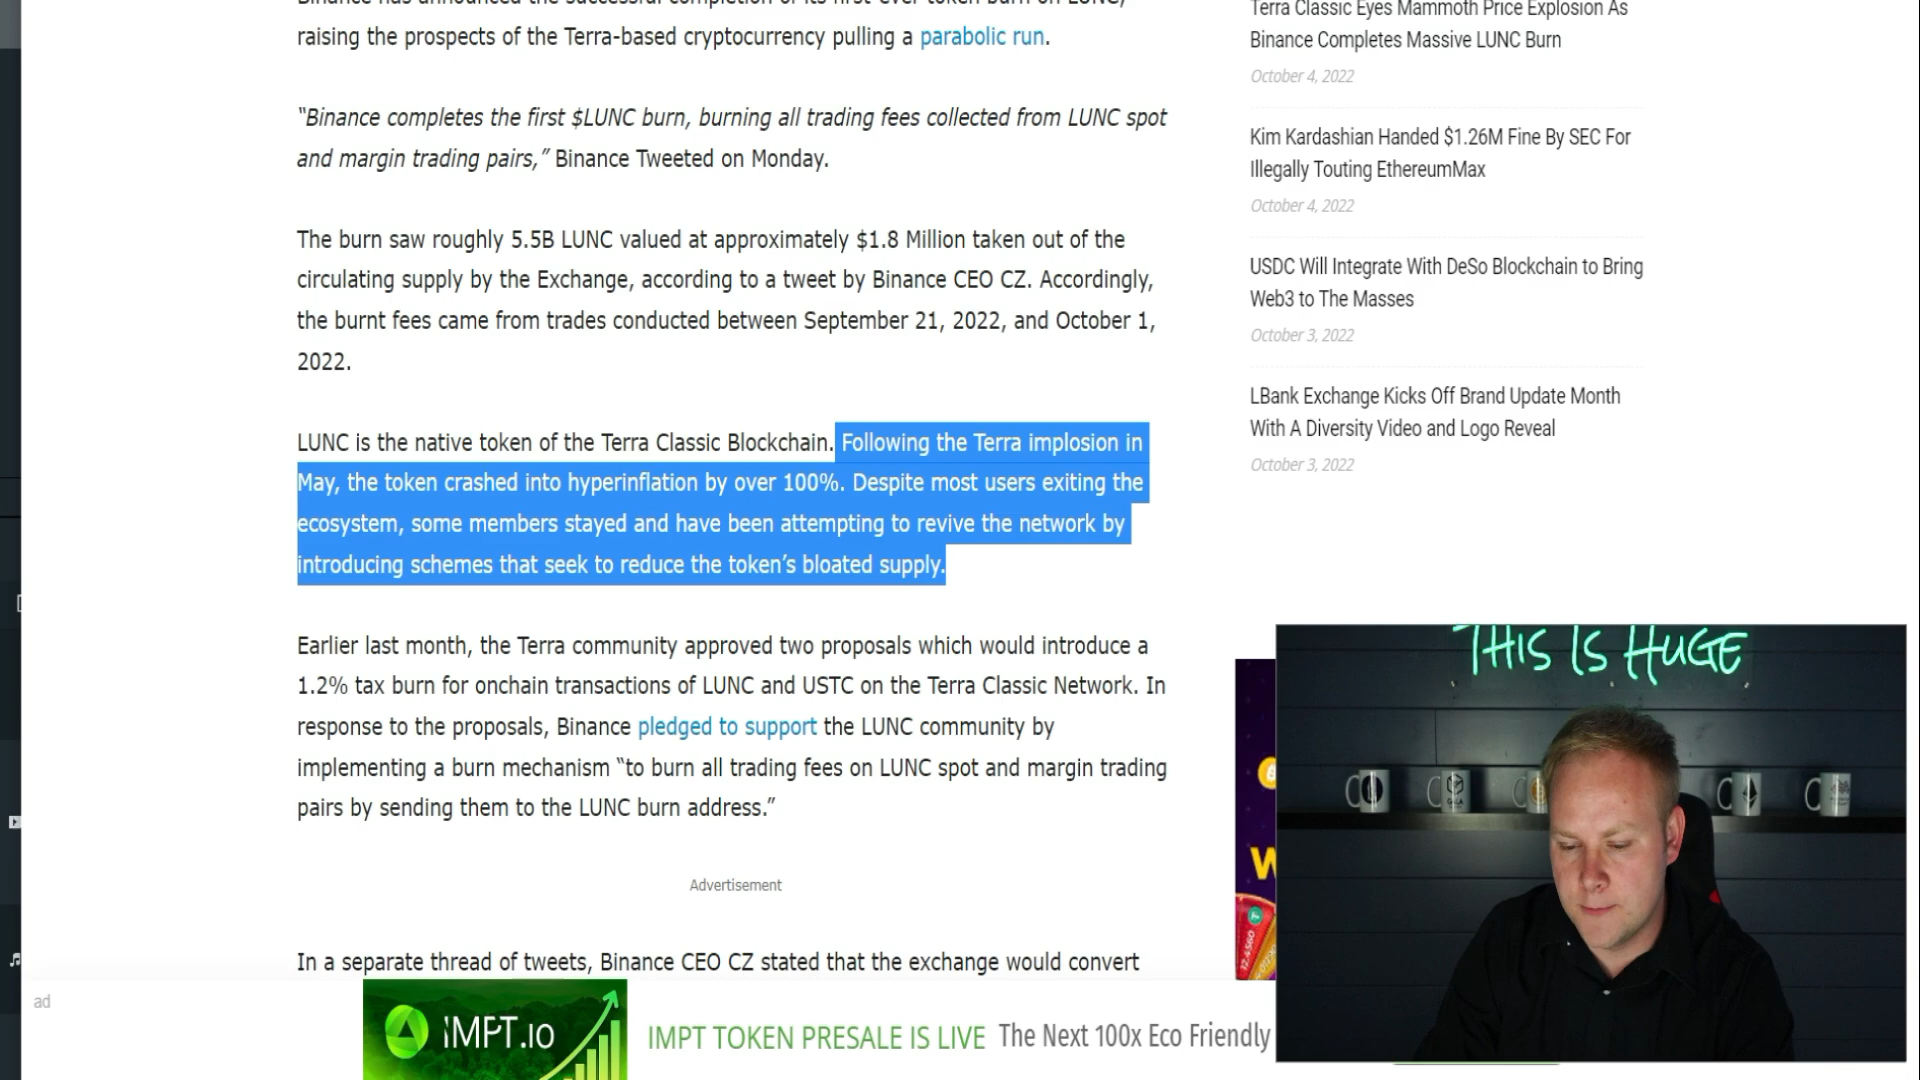 Binance has announced the successful completion of its first-ever token burn on LUNC,
raising the prospects of the Terra-based cryptocurrency pulling a parabolic run.
“Binance completes the first $LUNC burn, burning all trading fees collected from LUNC spot
and margin trading pairs,” Binance Tweeted on Monday.
The burn saw roughly 5.5B LUNC valued at approximately $1.8 Million taken out of the
circulating supply by the Exchange, according to a tweet by Binance CEO CZ. Accordingly,
the burnt fees came from trades conducted between September 21, 2022, and October 1,
2022.
LUNC is the native token of the Terra Classic Blockchain. Following the Terra implosion in
May, the token crashed into hyperinflation by over 100%. Despite most users exiting the
ecosystem, some members stayed and have been attempting to revive the network by
introducing schemes that seek to reduce the token’s bloated supply.
Earlier last month, the Terra community approved two proposals which would introduce a
1.2% tax burn for onchain transactions of LUNC and USTC on the Terra Classic Network. In
response to the proposals, Binance pledged to support the LUNC community by
implementing a burn mechanism “to burn all trading fees on LUNC spot and margin trading
pairs by sending them to the LUNC burn address.”
Advertisement
In a separate thread of tweets, Binance CEO CZ stated that the exchange would convert
Terra Classic Eyes Mammoth Price Explosion As
Binance Completes Massive LUNC Burn
October 4, 2022
Kim Kardashian Handed $1.26M Fine By SEC For
Illegally Touting EthereumMax
October 4, 2022
USDC Will Integrate With DeSo Blockchain to Bring
Web3 to The Masses
October 3, 2022
LBank Exchange Kicks Off Brand Update Month
With A Diversity Video and Logo Reveal
October 3, 2022
THIS IS HUGE
GALA
W
ad
IMPT.IO
IMPT TOKEN PRESALE IS LIVE The Next 100x Eco Friendly